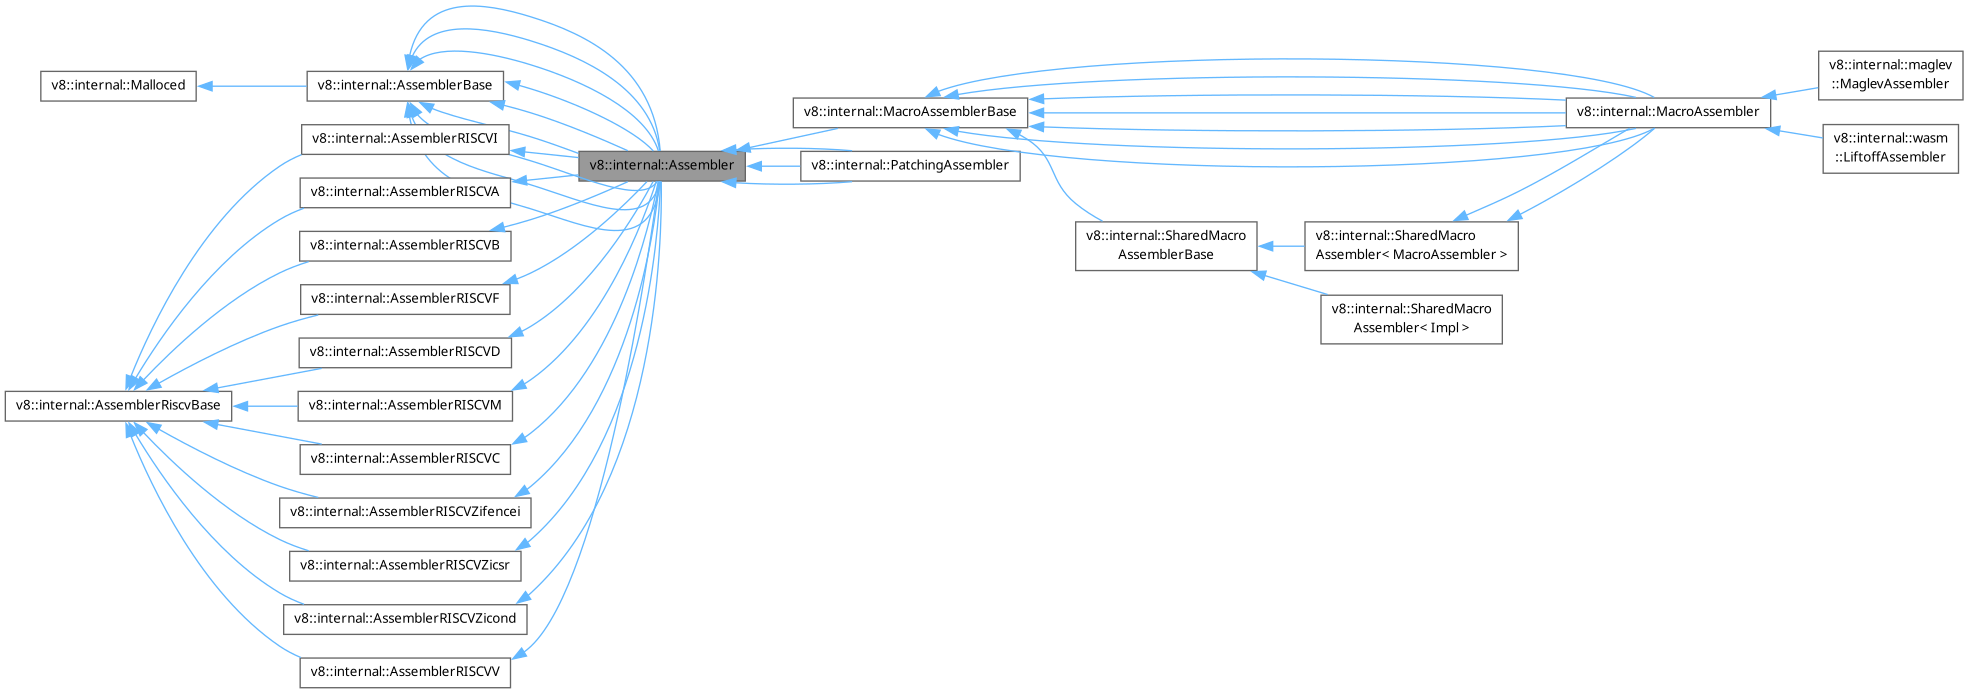 v8::internal::Malloced
v8::internal::AssemblerBase
v8::internal::AssemblerRISCVI
v8::internal::AssemblerRISCVA
v8::internal::AssemblerRISCVB
v8::internal::AssemblerRISCVF
v8::internal::AssemblerRISCVD
v8::internal::AssemblerRiscvBase
v8::internal::AssemblerRISCVM
v8::internal::AssemblerRISCVC
v8::internal::AssemblerRISCVZifencei
v8::internal::AssemblerRISCVZicsr
v8::internal::AssemblerRISCVZicond
v8::internal::AssemblerRISCVV
v8::internal::Assembler
v8::internal::MacroAssemblerBase
v8::internal::PatchingAssembler
v8::internal::SharedMacro
AssemblerBase
v8::internal::SharedMacro
Assembler< MacroAssembler >
v8::internal::SharedMacro
Assembler< Impl >
v8::internal::MacroAssembler
v8::internal::maglev
::MaglevAssembler
v8::internal::wasm
::LiftoffAssembler